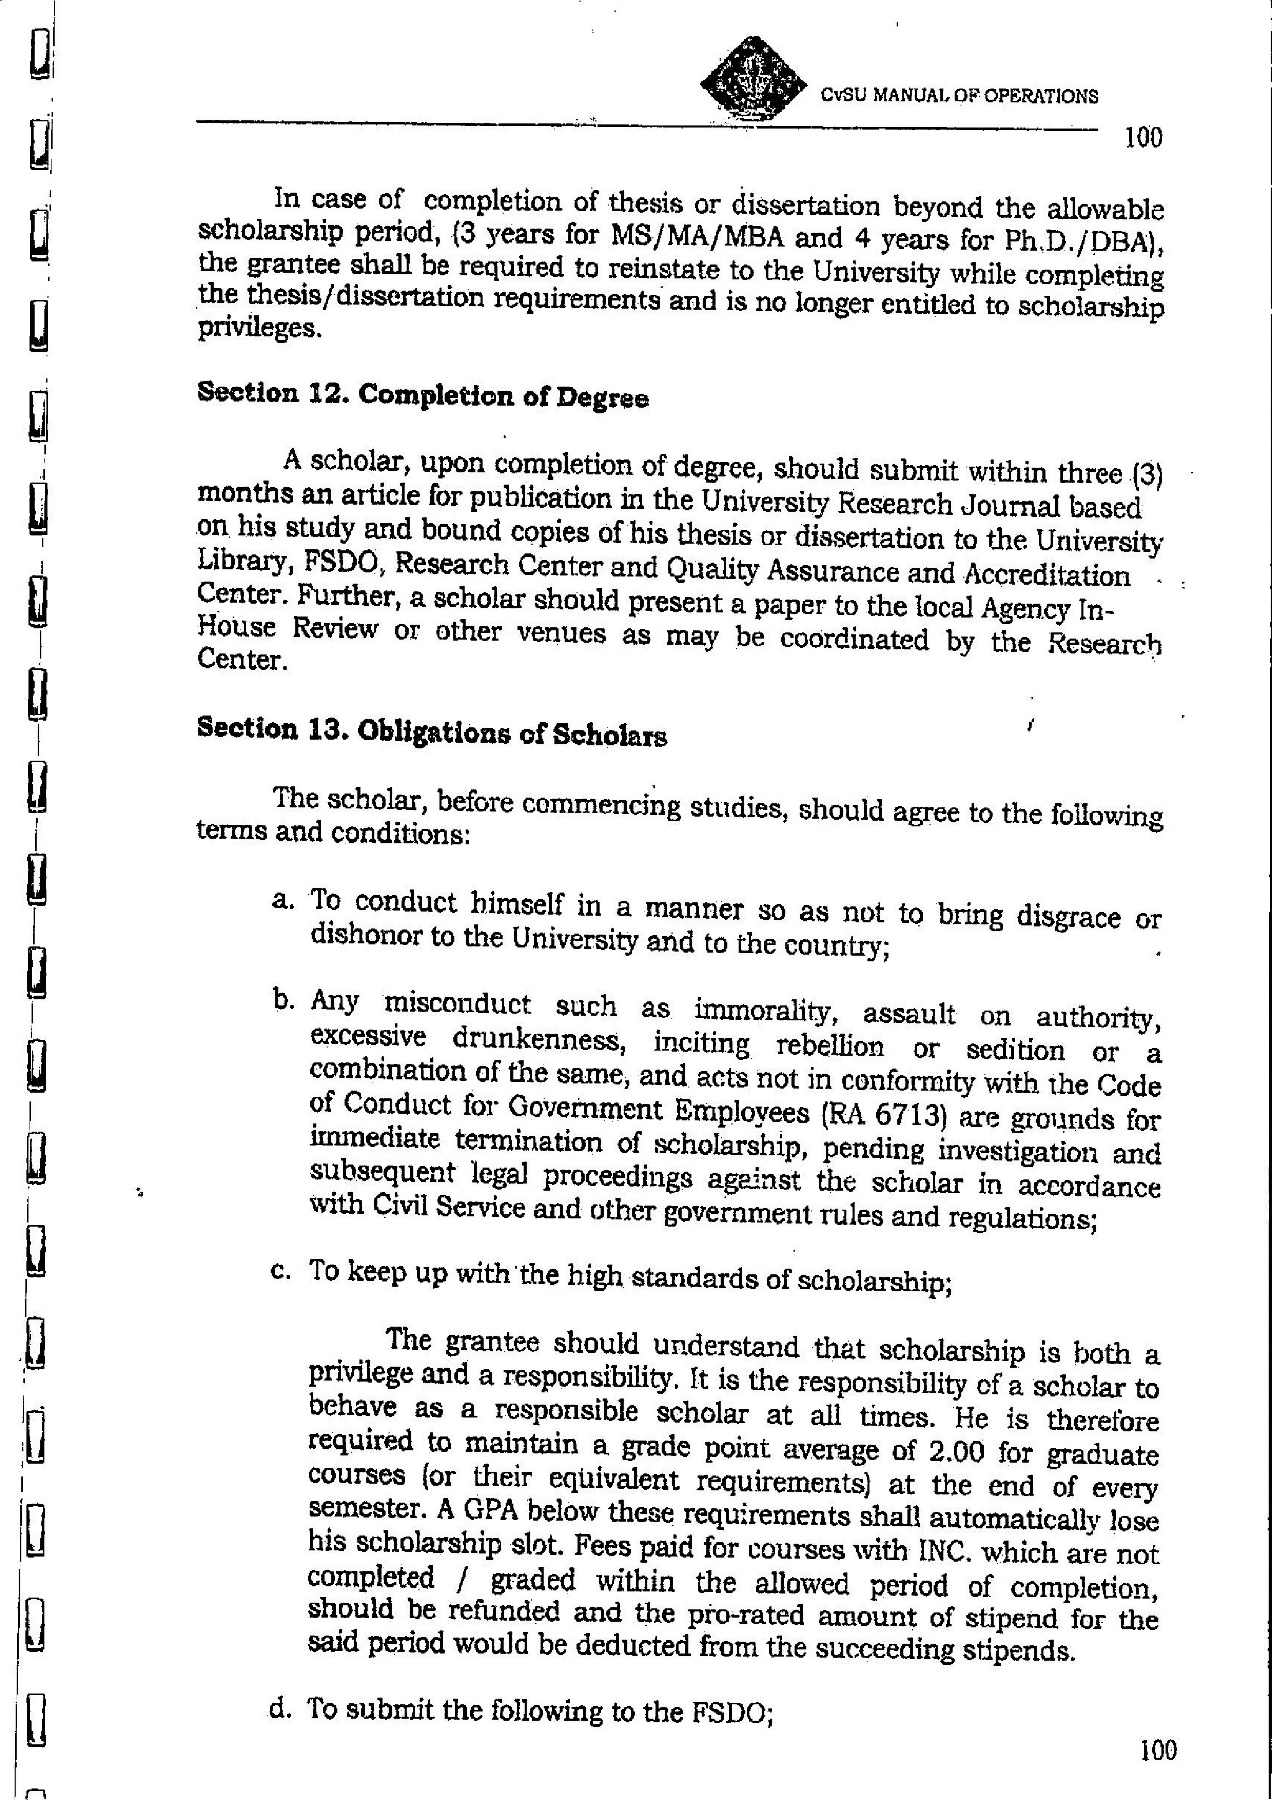 CvSU MANUAL OF OPERATIONS
100
In case of completion of thesis or dissertation beyond the allowable
scholarship period, (3 years for MS/MA/MBA and 4 years for Ph.D./DBA),
the grantee shall be required to reinstate to the University while completing
the thesis/dissertation requirements and is no longer entitled to scholarship
privileges.
Section 12. Completion of Degree
A scholar, upon completion of degree, should submit within three (3)
months an article for publication in the University Research Journal based
on his study and bound copies of his thesis or dissertation to the University
Library, FSDO, Research Center and Quality Assurance and Accreditation
Center. Further, a scholar should present a paper to the local Agency In-
House Review or other venues as may be coordinated by the Research
Center.
Section 13. Obligations of Scholars
The scholar, before commencing studies, should agree to the following
terms and conditions:
a. To conduct himself in a manner so as not to bring disgrace or
dishonor to the University and to the country;
b. Any misconduct such as immorality, assault on authority,
excessive drunkenness, inciting rebellion or sedition or a
combination of the same, and acts not in conformity with the Code
of Conduct for Government Employees (RA 6713) are grounds for
immediate termination of scholarship, pending investigation and
subsequent legal proceedings against the scholar in accordance
with Civil Service and other government rules and regulations;
c. To keep up with the high standards of scholarship;
The grantee should understand that scholarship is both a
privilege and a responsibility. It is the responsibility of a scholar to
behave as a responsible scholar at all times. He is therefore
required to maintain a grade point average of 2.00 for graduate
courses (or their equivalent requirements) at the end of every
semester. A GPA below these requirements shall automatically lose
his scholarship slot. Fees paid for courses with INC. which are not
completed / graded within the allowed period of completion,
should be refunded and the pro-rated amount of stipend for the
said period would be deducted from the succeeding stipends.
d. To submit the following to the FSDO;
100